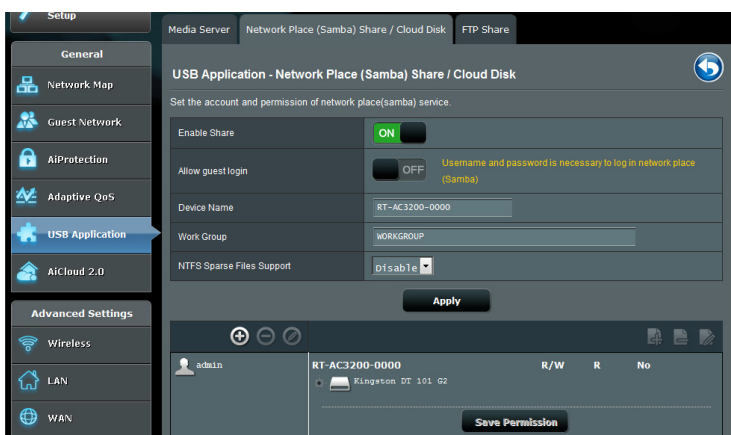 Setup
General
Network Map
Guest Network
AiProtection
Adaptive QoS
USB Application
AiCloud 2.0
Advanced Settings
Wireless
LAN
WAN
Media Server
Network Place (Samba) Share / Cloud Disk
FTP Share
USB Application - Network Place (Samba) Share / Cloud Disk
Set the account and permission of network place(samba) service.
Enable Share
ON
Allow guest login
OFF
Username and password is necessary to log in network place
(Samba)
Device Name
RT-AC3200-0000
Work Group
WORKGROUP
NTFS Sparse Files Support
Disable
Apply
admin
RT-AC3200-0000 R/W R No
Kingston DT 101 G2
Save Permission